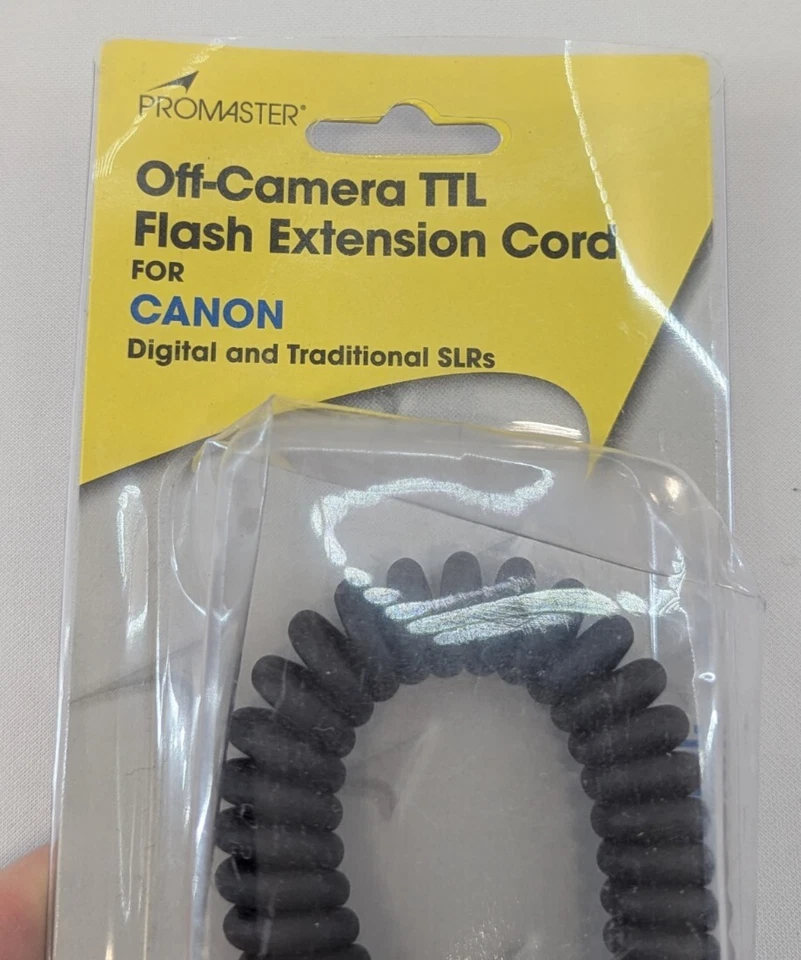 PROMASTER®
Off-Camera TTL
Flash Extension Cord
FOR
CANON
Digital and Traditional SLRs